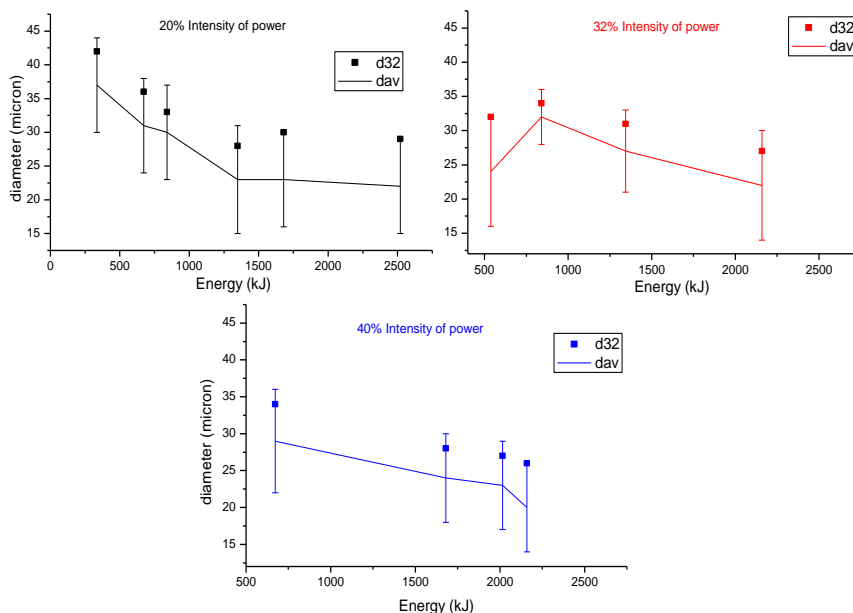 20% Intensity of power
d32
dav
45
40
35
30
25
20
15
diameter (micron)
0
500
1000
1500
2000
2500
Energy (kJ)
32% Intensity of power
d32
dav
45
40
35
30
25
20
15
500
1000
1500
2000
2500
Energy (kJ)
40% Intensity of power
d32
dav
45
40
35
30
25
20
15
diameter (micron)
500
1000
1500
2000
2500
Energy (kJ)